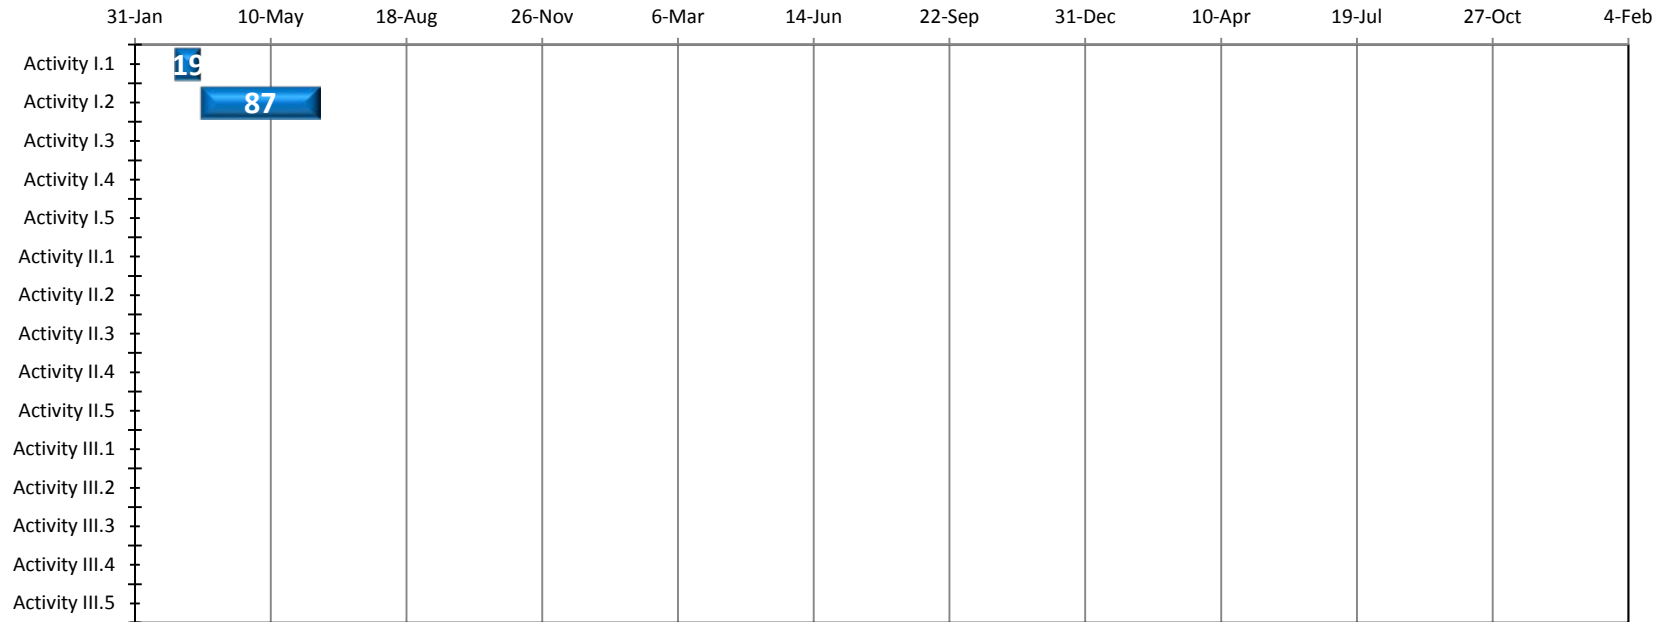 31-Jan 10-May 18-Aug 26-Nov 6-Mar 14-Jun 22-Sep 31-Dec 10-Apr 19-Jul 27-Oct 4-Feb
Activity I.1 19
Activity I.2 87
Activity I.3
Activity I.4
Activity I.5
Activity II.1
Activity II.2
Activity II.3
Activity II.4
Activity II.5
Activity III.1
Activity III.2
Activity III.3
Activity III.4
Activity III.5